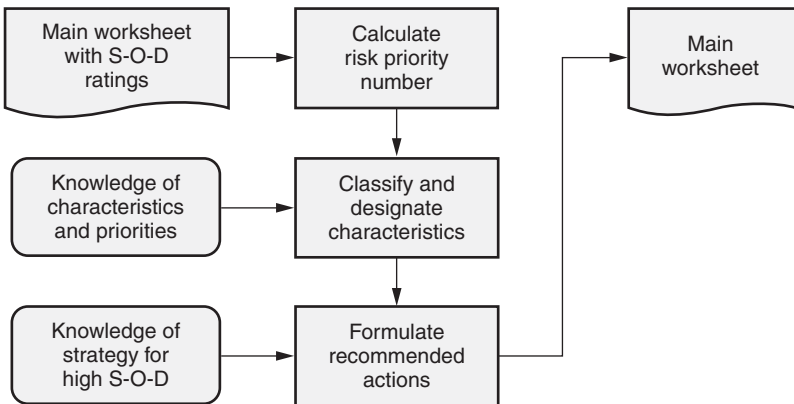 Main worksheet
with S-O-D
ratings
Calculate
risk priority
number
Main
worksheet
Knowledge of
characteristics
and priorities
Classify and
designate
characteristics
Knowledge of
strategy for
high S-O-D
Formulate
recommended
actions